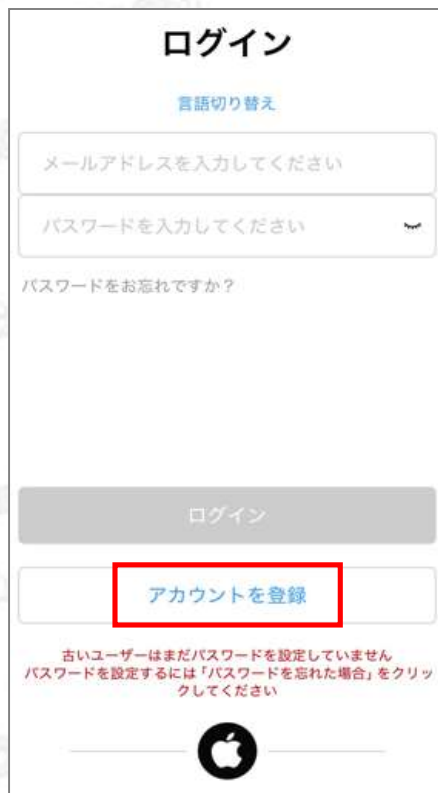 ログイン
言語切り替え
メールアドレスを入力してください
パスワードを入力してください
パスワードをお忘れですか？
ログイン
アカウントを登録
古いユーザーはまだパスワードを設定していません
パスワードを設定するには「パスワードを忘れた場合」をクリッ
クしてください